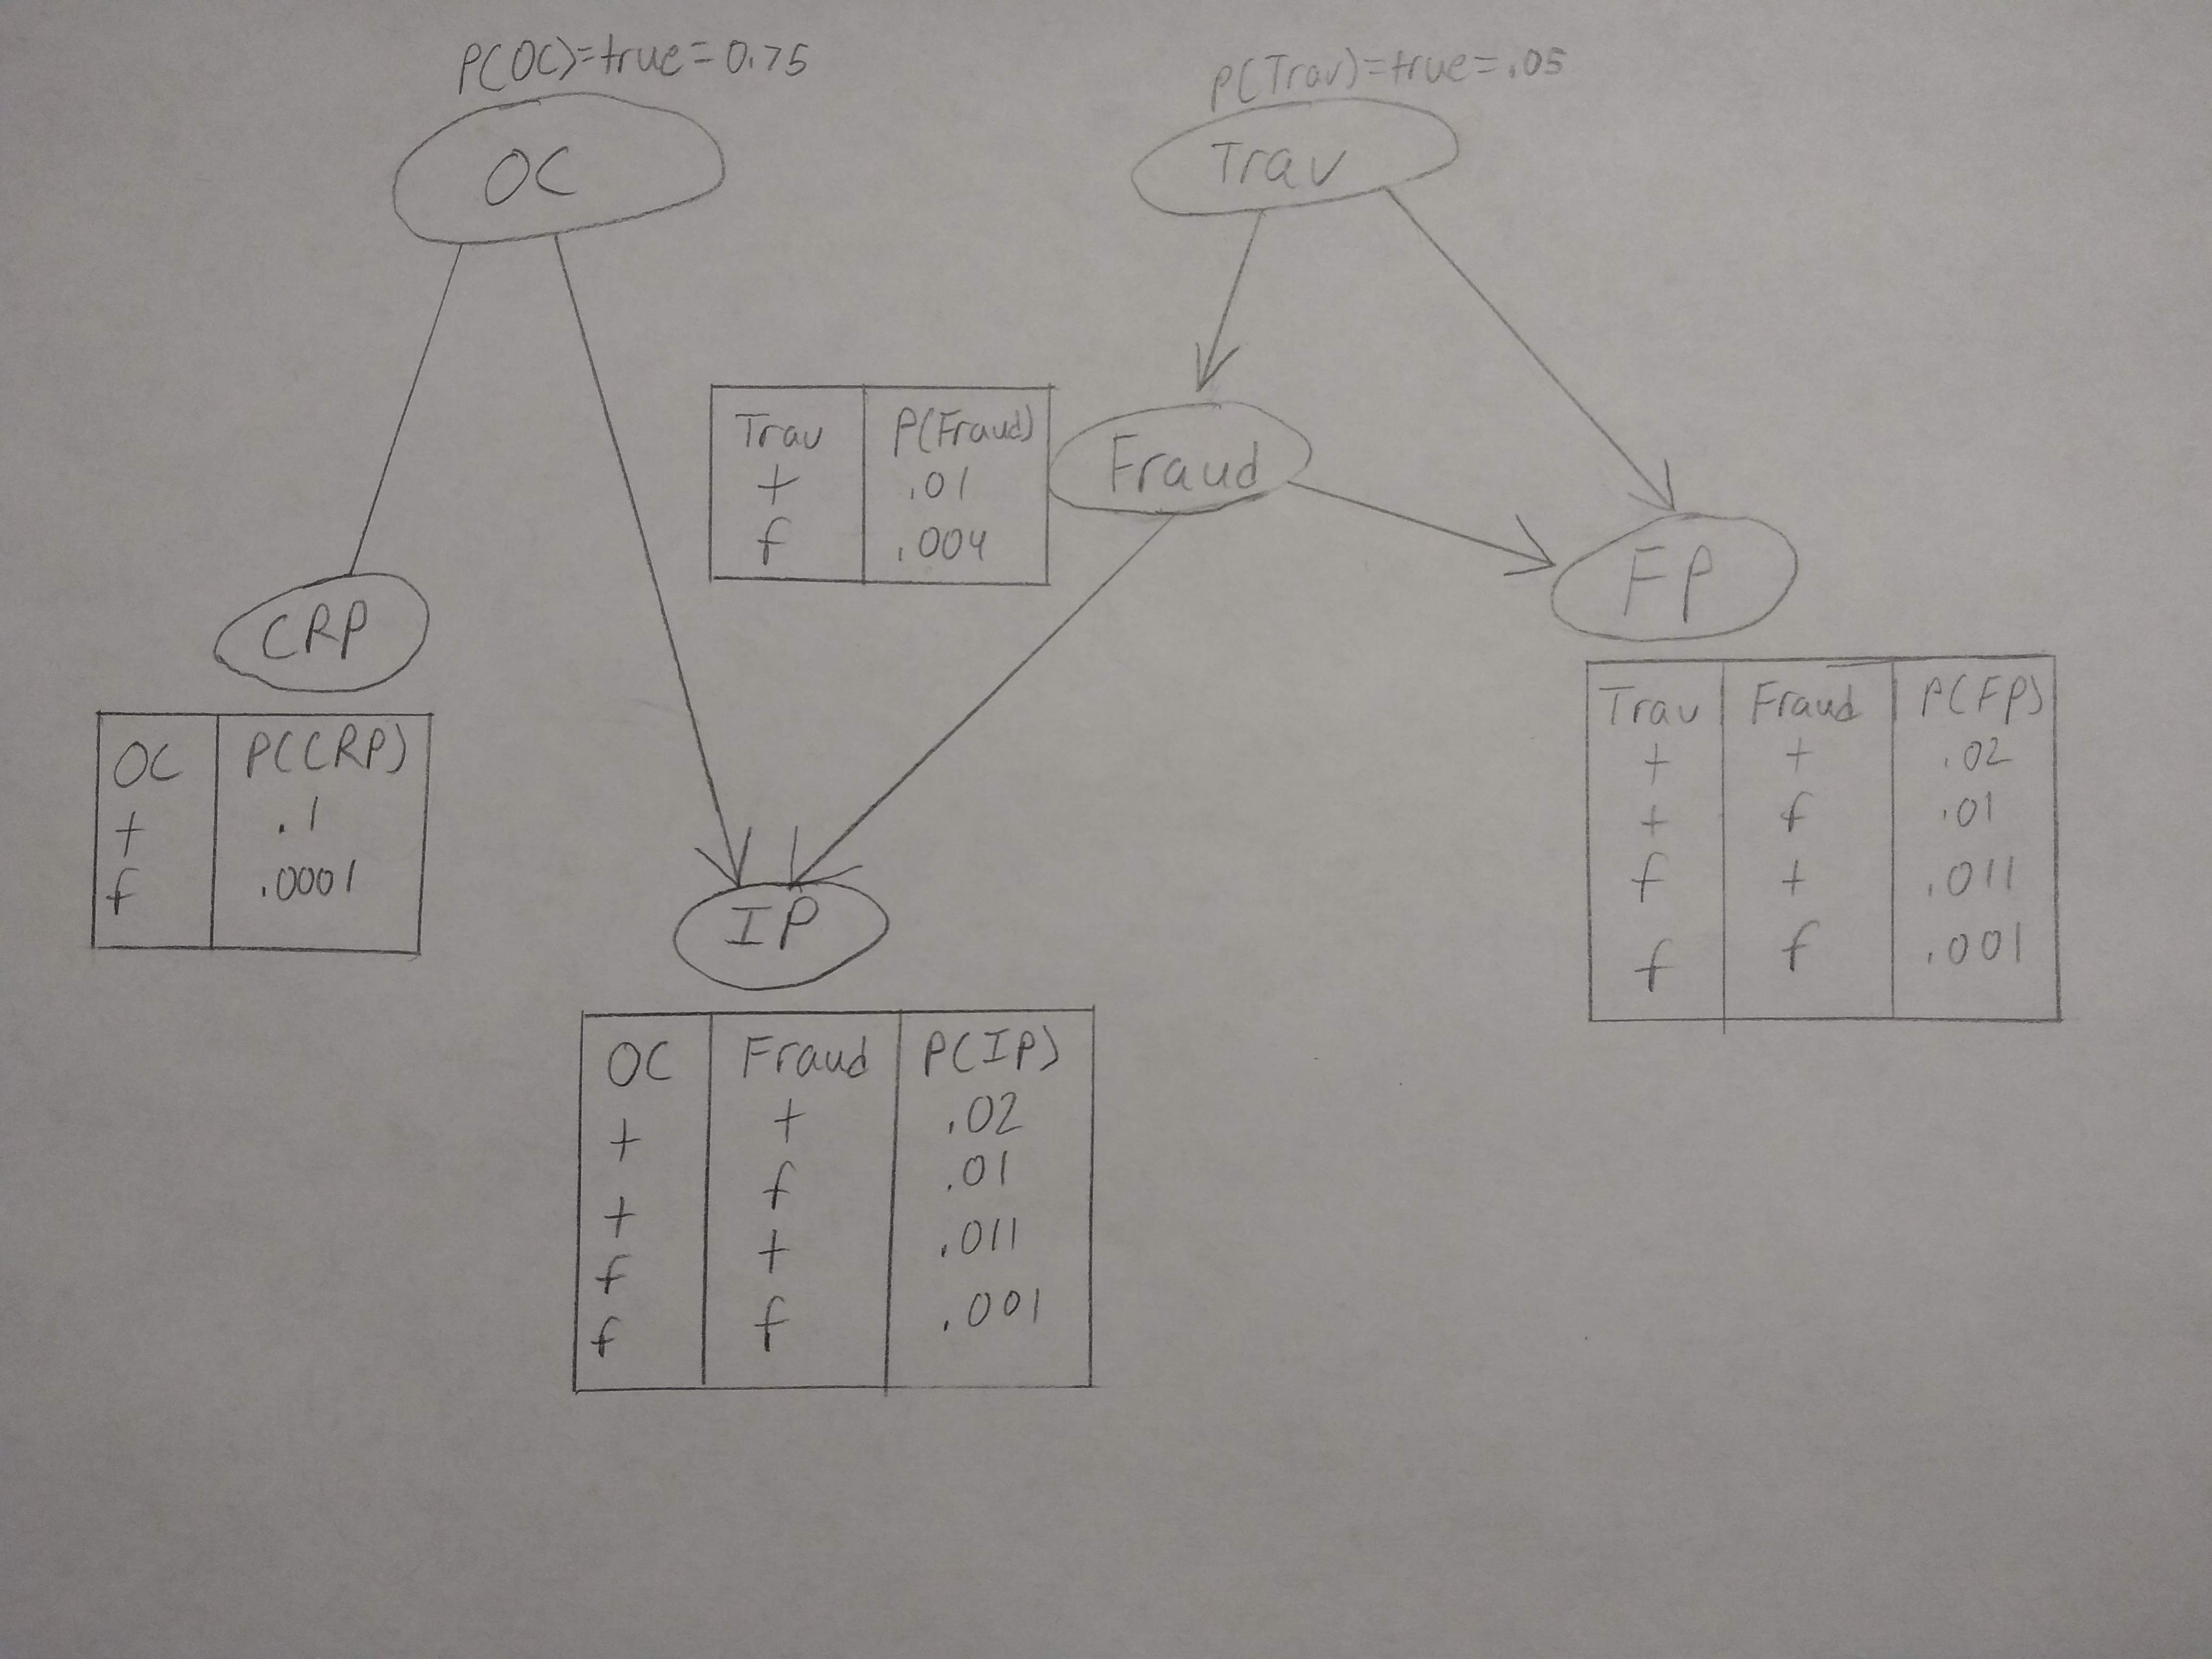 P(OC)=true=0.75
P(Trav)=true=.05
OC
Trav
Trav P(Fraud)
t .01
f .004
Fraud
FP
CRP
OC P(CRP)
t .1
f .0001
Trav Fraud P(FP)
t t .02
t f .01
f t .011
f f .001
IP
OC Fraud P(IP)
t t .02
t f .01
f t .011
f f .001